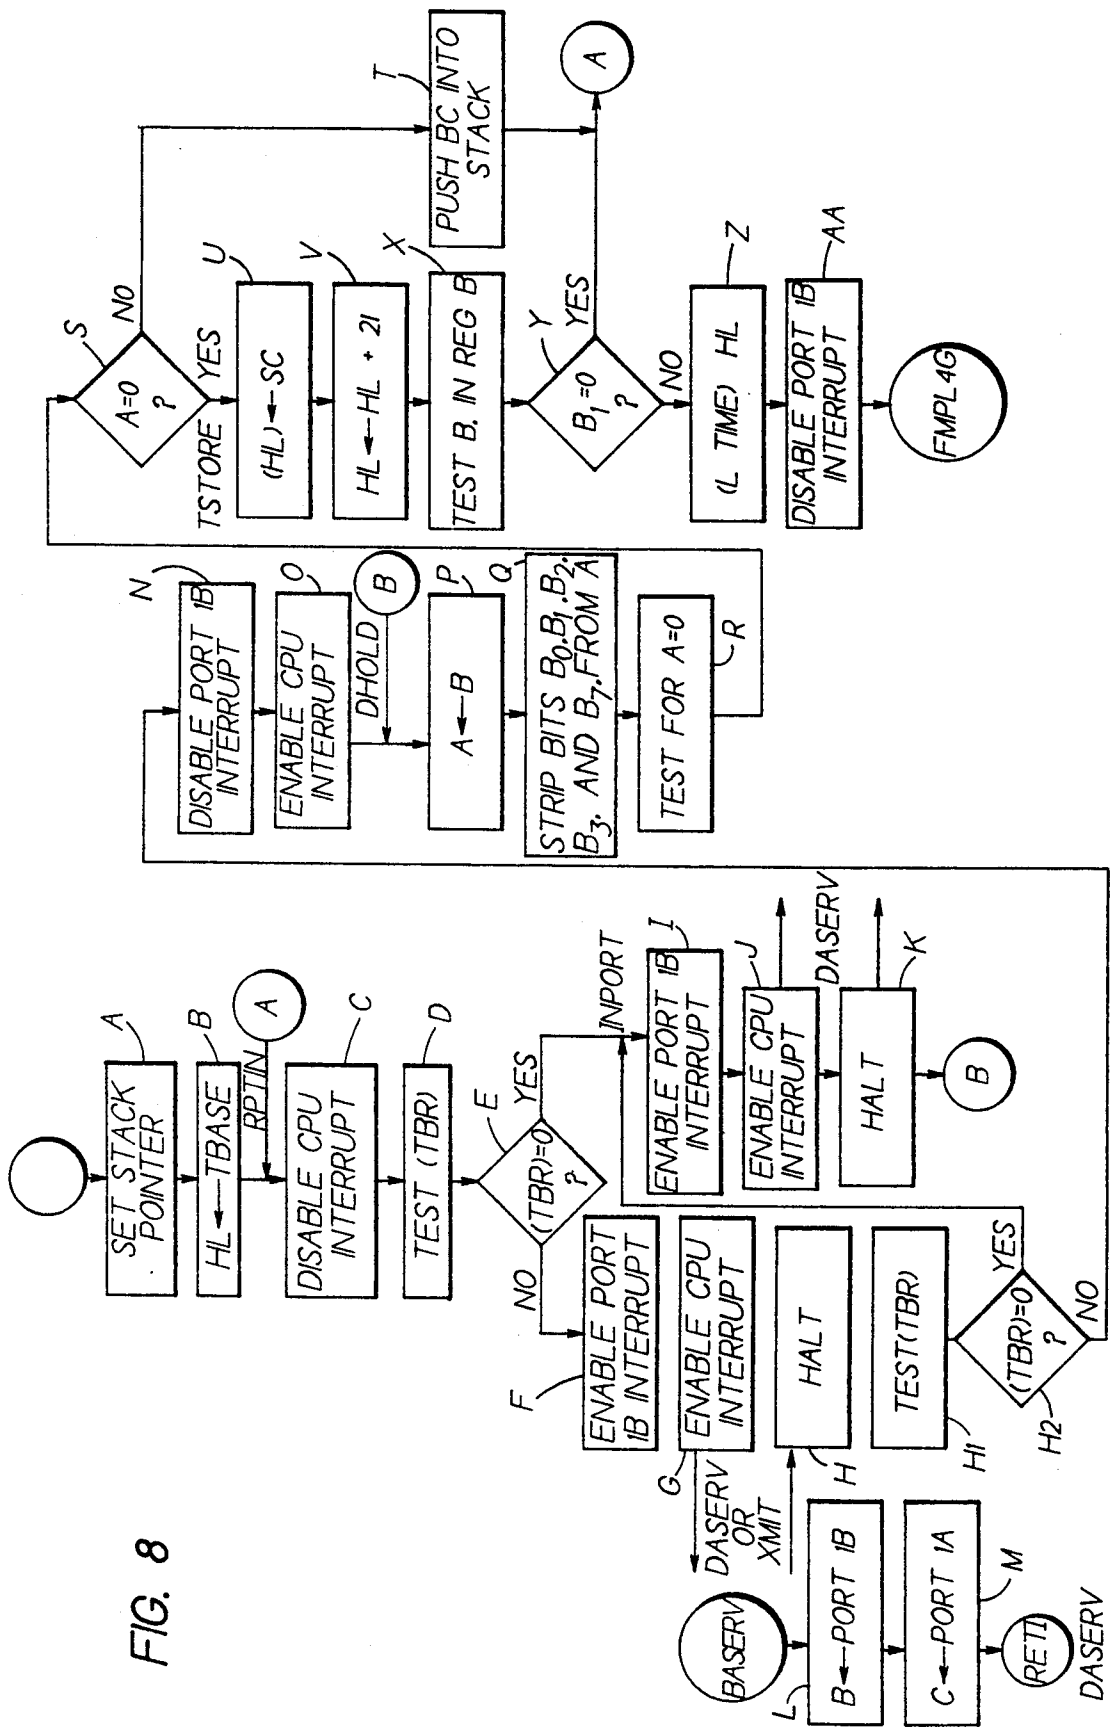 FIG. 8
SET STACK
POINTER
A
HL←TBASE
B
RPTIN
A
DISABLE CPU
INTERRUPT
C
TEST (TBR)
D
(TBR)=0
?
E
NO
YES
ENABLE PORT
1B INTERRUPT
F
ENABLE CPU
INTERRUPT
G
DASERV
OR
XMIT
HALT
H
TEST(TBR)
H1
(TBR)=0
?
H2
YES
NO
INPORT
ENABLE PORT 1B
INTERRUPT
I
ENABLE CPU
INTERRUPT
J
DASERV
HALT
K
B
BASERV
B←PORT 1B
L
C←PORT 1A
M
RETI
DASERV
DISABLE PORT 1B
INTERRUPT
N
ENABLE CPU
INTERRUPT
O
DHOLD
B
A←B
P
STRIP BITS B0.B1.B2.
B3. AND B7.FROM A
Q
TEST FOR A=0
R
A=0
?
S
NO
TSTORE YES
(HL)←SC
U
HL←HL + 21
V
TEST B. IN REG B
X
PUSH BC INTO
STACK
T
B1=0
?
Y
YES
A
NO
(L TIME) HL
Z
DISABLE PORT 1B
INTERRUPT
AA
FMPL4G